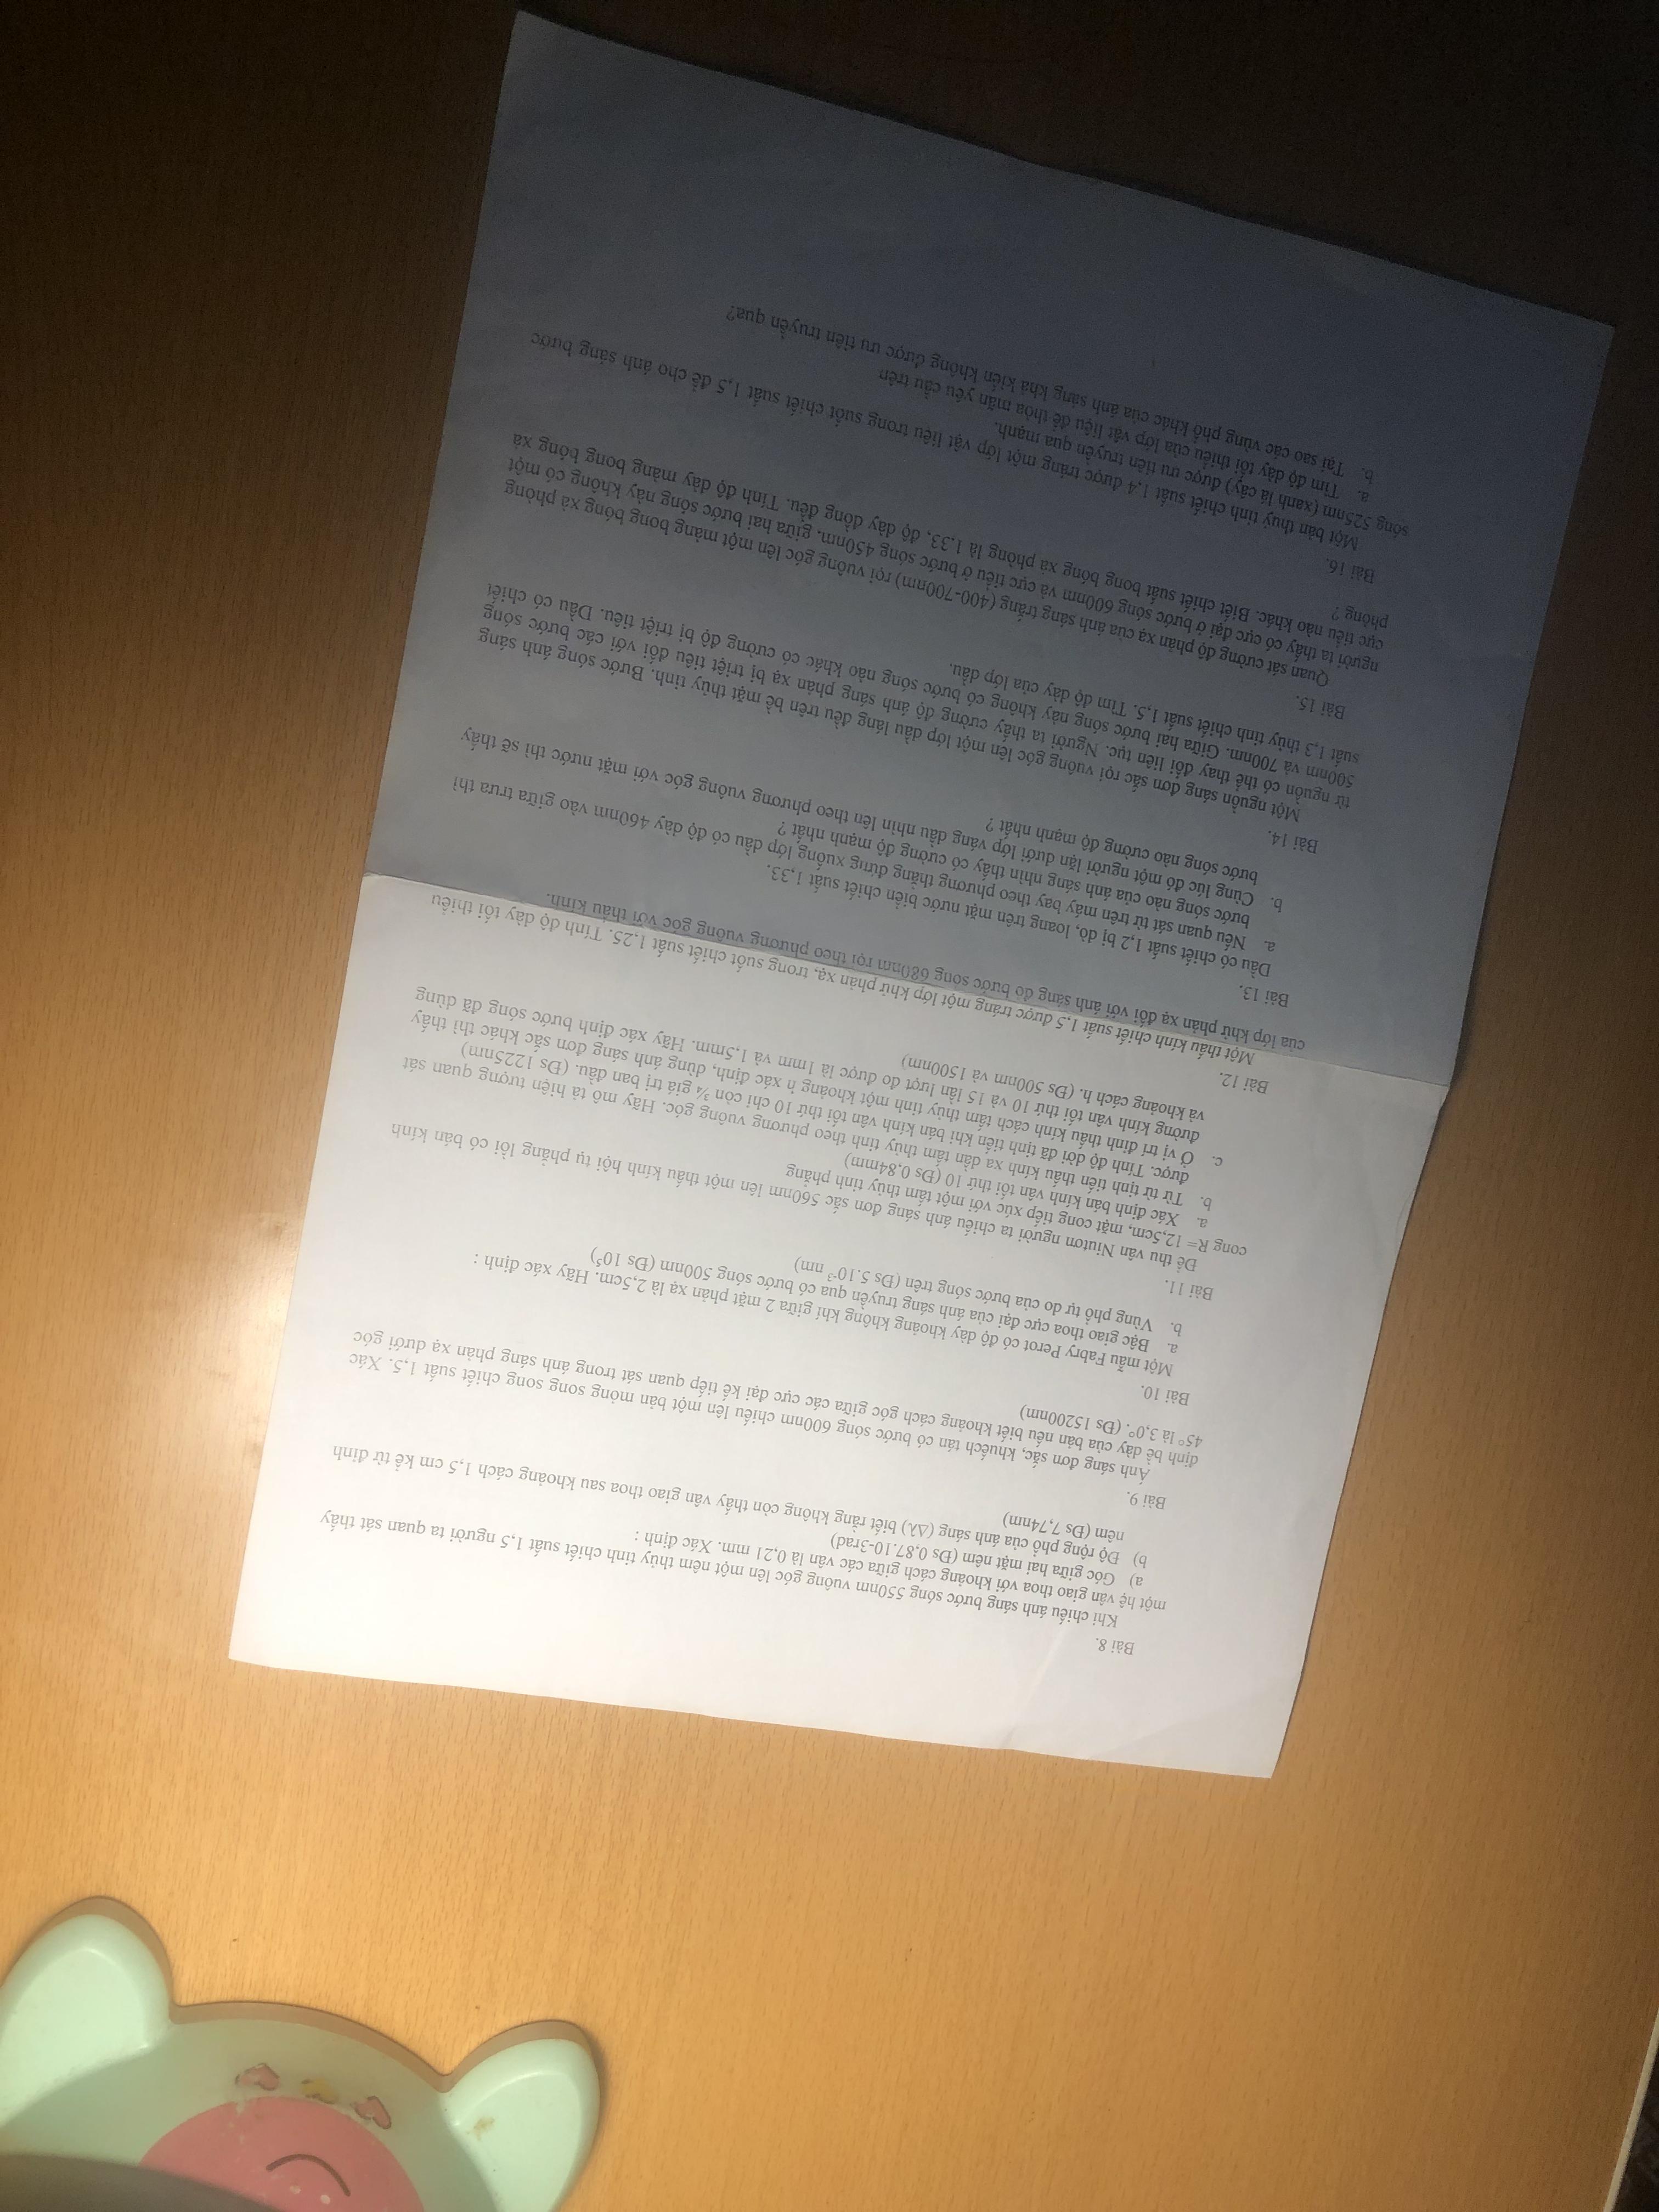 Bài 8.
Khi chiếu ánh sáng bước sóng 550nm vuông góc lên một nêm thủy tinh chiết suất 1,5 người ta quan sát thấy
một hệ vân giao thoa với khoảng cách giữa các vân là 0,21 mm. Xác định :
a) Góc giữa hai mặt nêm (Đs 0,87.10-3rad)
b) Độ rộng phổ của ánh sáng (Δλ) biết rằng không còn thấy vân giao thoa sau khoảng cách 1,5 cm kể từ đỉnh
nêm (Đs 7,74nm)
Bài 9.
Ánh sáng đơn sắc, khuếch tán có bước sóng 600nm chiếu lên một bản mỏng song song chiết suất 1,5. Xác
định bề dày của bản nếu biết khoảng cách góc giữa các cực đại kế tiếp quan sát trong ánh sáng phản xạ dưới góc
45° là 3,0°. (Đs 15200nm)
Bài 10.
Một mẫu Fabry Perot có độ dày khoảng không khí giữa 2 mặt phản xạ là 2,5cm. Hãy xác định :
a. Bậc giao thoa cực đại của ánh sáng truyền qua có bước sóng 500nm (Đs 10⁵)
b. Vùng phổ tự do của bước sóng trên (Đs 5.10⁻³ nm)
Bài 11.
Để thu vân Niuton người ta chiếu ánh sáng đơn sắc 560nm lên một thấu kính hội tụ phẳng lồi có bán kính
cong R= 12,5cm, mặt cong tiếp xúc với một tấm thủy tinh phẳng
a. Xác định bán kính vân tối thứ 10 (Đs 0,84mm)
b. Từ từ tịnh tiến thấu kính xa dần tấm thủy tinh theo phương vuông góc. Hãy mô tả hiện tượng quan sát
được. Tính độ dời đã tịnh tiến khi bán kính vân tối thứ 10 chỉ còn ¾ giá trị ban đầu. (Đs 1225nm)
c. Ở vị trí đỉnh thấu kính cách tấm thủy tinh một khoảng h xác định, dùng ánh sáng đơn sắc khác thì thấy
đường kính vân tối thứ 10 và 15 lần lượt đo được là 1mm và 1,5mm. Hãy xác định bước sóng đã dùng
và khoảng cách h. (Đs 500nm và 1500nm)
Bài 12.
Một thấu kính chiết suất 1,5 được tráng một lớp khử phản xạ, trong suốt chiết suất 1,25. Tính độ dày tối thiểu
của lớp khử phản xạ đối với ánh sáng đỏ bước sóng 680nm rọi theo phương vuông góc với thấu kính.
Bài 13.
Dầu có chiết suất 1,2 bị đổ, loang trên mặt nước biển chiết suất 1,33.
a. Nếu quan sát từ trên máy bay theo phương thẳng đứng xuống lớp dầu có độ dày 460nm vào giữa trưa thì
bước sóng nào của ánh sáng nhìn thấy có cường độ mạnh nhất ?
b. Cùng lúc đó một người lặn dưới lớp váng dầu nhìn lên theo phương vuông góc với mặt nước thì sẽ thấy
bước sóng nào cường độ mạnh nhất ?
Bài 14.
Một nguồn sáng đơn sắc rọi vuông góc lên một lớp dầu láng đều trên bề mặt thủy tinh. Bước sóng ánh sáng
từ nguồn có thể thay đổi liên tục. Người ta thấy cường độ ánh sáng phản xạ bị triệt tiêu đối với các bước sóng
500nm và 700nm. Giữa hai bước sóng này không có bước sóng nào khác có cường độ bị triệt tiêu. Dầu có chiết
suất 1,3 thủy tinh chiết suất 1,5. Tìm độ dày của lớp dầu.
Bài 15.
Quan sát cường độ phản xạ của ánh sáng trắng (400-700nm) rọi vuông góc lên một màng bong bóng xà phòng
người ta thấy có cực đại ở bước sóng 600nm và cực tiểu ở bước sóng 450nm, giữa hai bước sóng này không có một
cực tiểu nào khác. Biết chiết suất bong bóng xà phòng là 1.33, độ dày đồng đều. Tính độ dày màng bong bóng xà
phòng ?
Bài 16.
Một bản thuỷ tinh chiết suất 1,4 được tráng một lớp vật liệu trong suốt chiết suất 1,5 để cho ánh sáng bước
sóng 525nm (xanh lá cây) được ưu tiên truyền qua mạnh.
a. Tìm độ dày tối thiểu của lớp vật liệu để thỏa mãn yêu cầu trên
b. Tại sao các vùng phổ khác của ánh sáng khả kiến không được ưu tiên truyền qua?